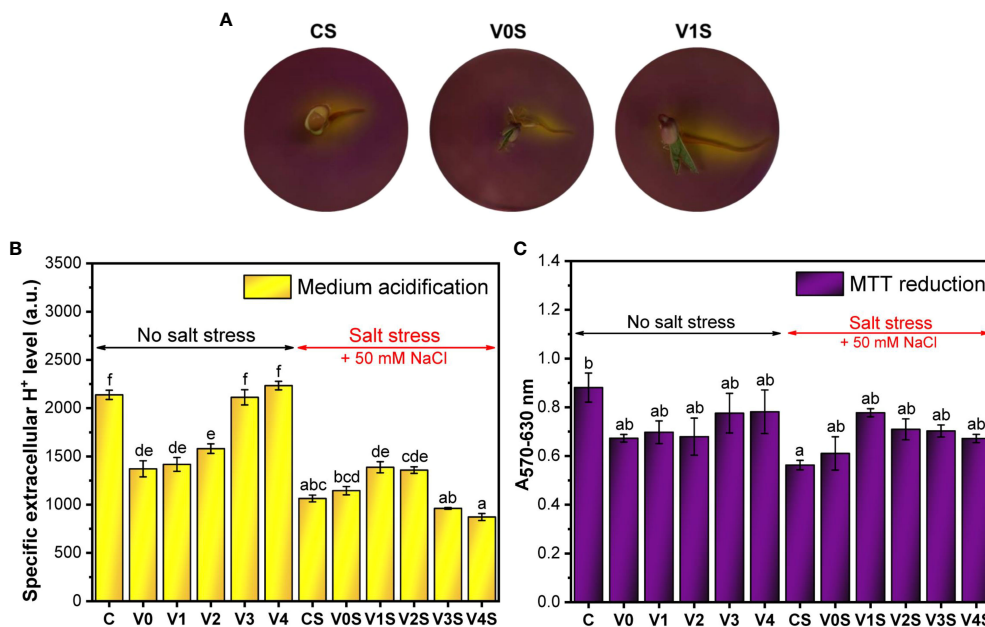 A
CS V0S V1S
B
3500
3000
2500
2000
1500
1000
500
0
Specific extracellular H⁺ level (a.u.)
Medium acidification
No salt stress
Salt stress
+ 50 mM NaCl
f de de e f f abc bcd de cde ab a
C V0 V1 V2 V3 V4 CS V0S V1S V2S V3S V4S
C
1.4
1.2
1.0
0.8
0.6
0.4
0.2
0.0
A570-630 nm
MTT reduction
No salt stress
Salt stress
+ 50 mM NaCl
b ab ab ab ab ab a ab ab ab ab ab
C V0 V1 V2 V3 V4 CS V0S V1S V2S V3S V4S